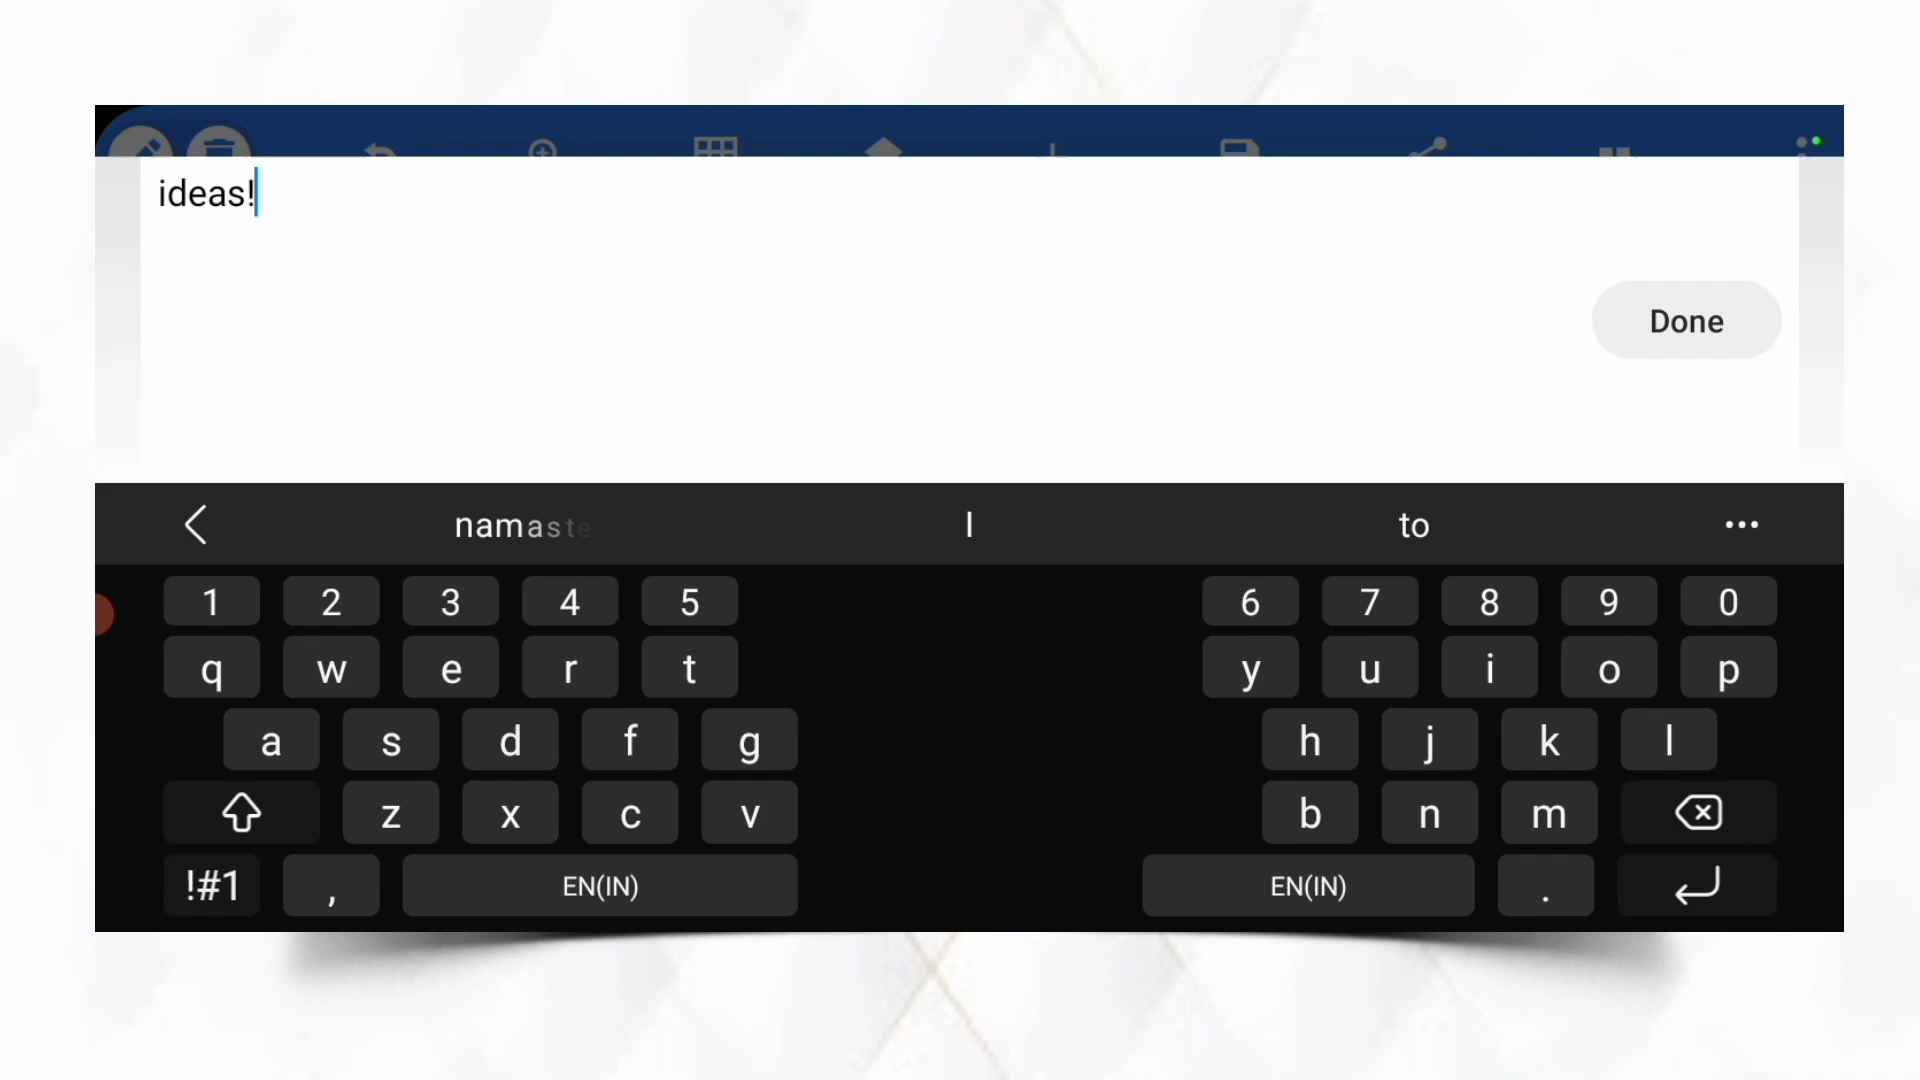 ideas!
Done
namaste I to
1 2 3 4 5 6 7 8 9 0
q w e r t y u i o p
a s d f g h j k l
z x c v b n m
!#1 , EN(IN) EN(IN) .